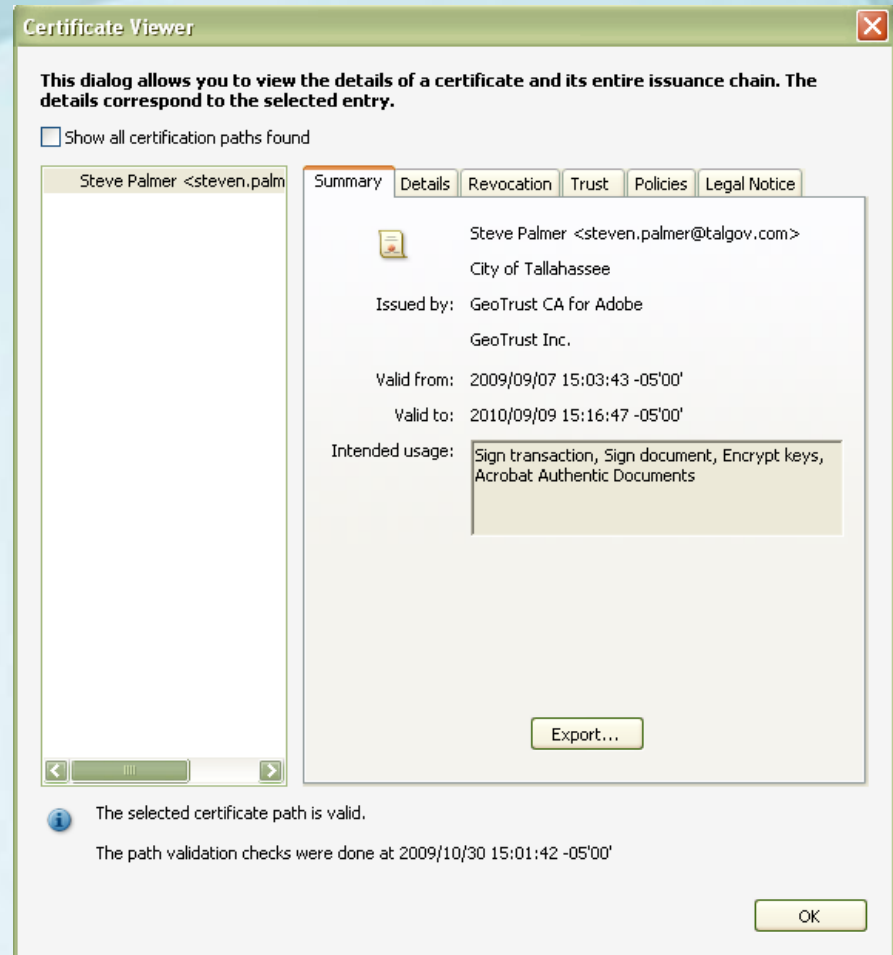 Certificate Viewer
This dialog allows you to view the details of a certificate and its entire issuance chain. The
details correspond to the selected entry.
Show all certification paths found
Steve Palmer <steven.palm
Summary
Details
Revocation
Trust
Policies
Legal Notice
Steve Palmer <steven.palmer@talgov.com>
City of Tallahassee
Issued by: GeoTrust CA for Adobe
GeoTrust Inc.
Valid from: 2009/09/07 15:03:43 -05'00'
Valid to: 2010/09/09 15:16:47 -05'00'
Intended usage: Sign transaction, Sign document, Encrypt keys,
Acrobat Authentic Documents
Export...
The selected certificate path is valid.
The path validation checks were done at 2009/10/30 15:01:42 -05'00'
OK